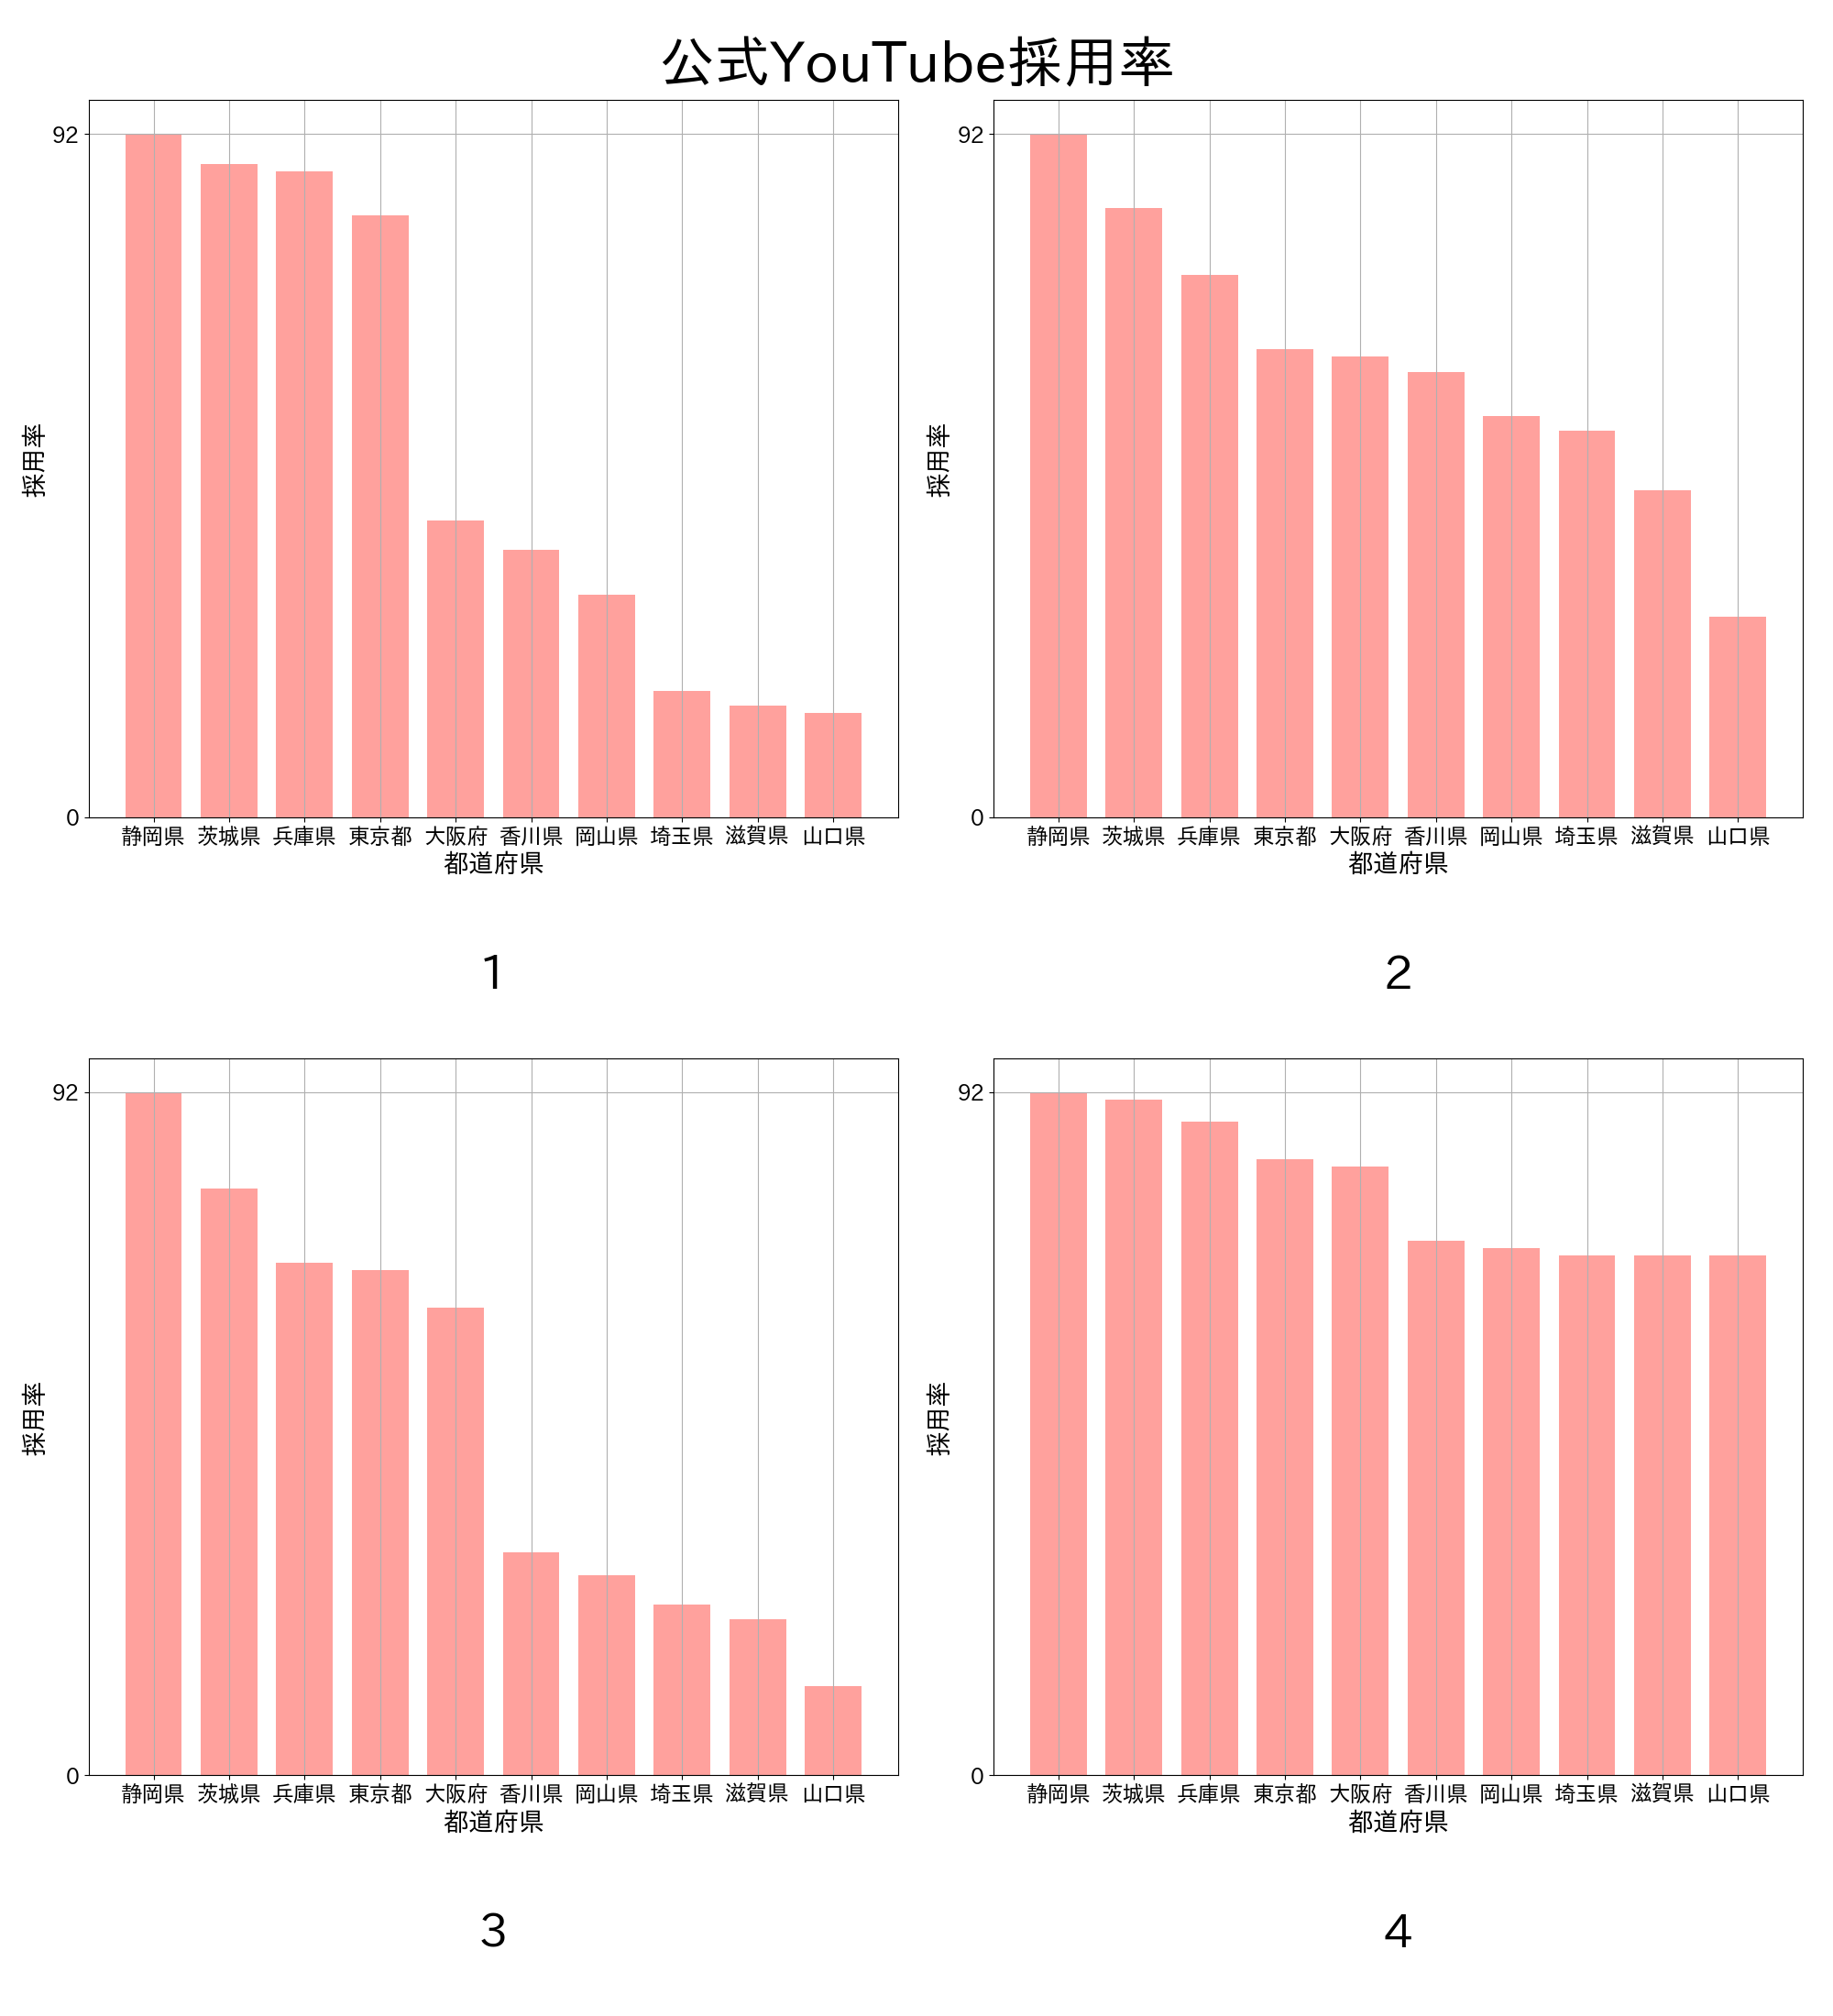 公式YouTube採用率
92
0
採用率
静岡県 茨城県 兵庫県 東京都 大阪府 香川県 岡山県 埼玉県 滋賀県 山口県
都道府県
1
92
0
採用率
静岡県 茨城県 兵庫県 東京都 大阪府 香川県 岡山県 埼玉県 滋賀県 山口県
都道府県
2
92
0
採用率
静岡県 茨城県 兵庫県 東京都 大阪府 香川県 岡山県 埼玉県 滋賀県 山口県
都道府県
3
92
0
採用率
静岡県 茨城県 兵庫県 東京都 大阪府 香川県 岡山県 埼玉県 滋賀県 山口県
都道府県
4